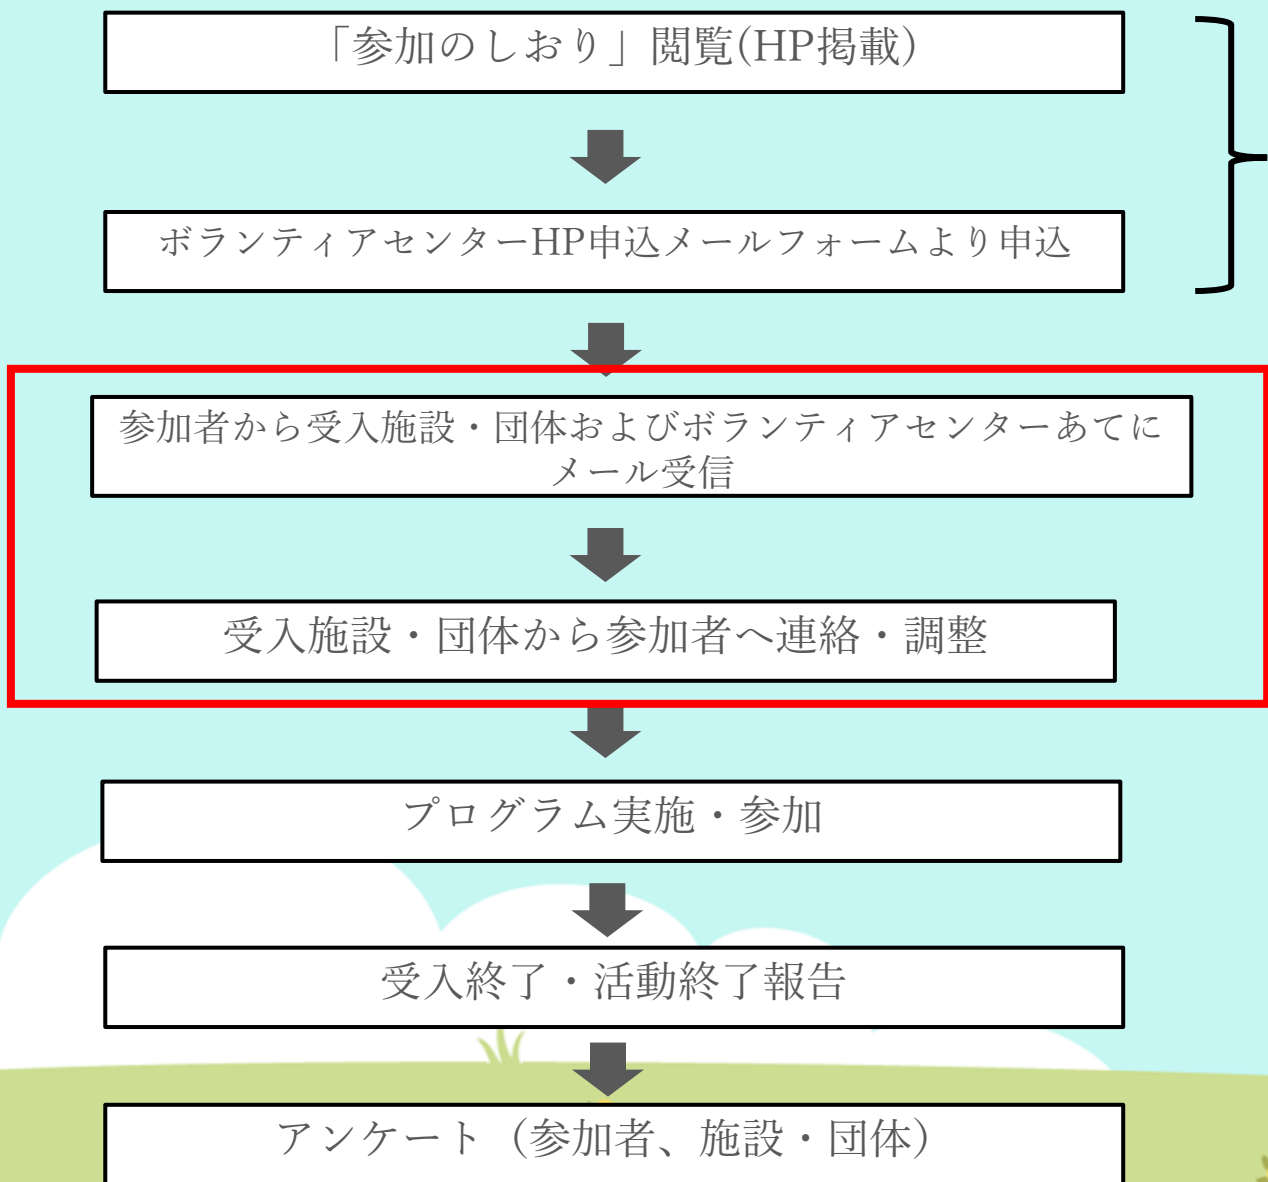 「参加のしおり」閲覧(HP掲載)
ボランティアセンターHP申込メールフォームより申込
参加者から受入施設・団体およびボランティアセンターあてに
メール受信
受入施設・団体から参加者へ連絡・調整
プログラム実施・参加
受入終了・活動終了報告
アンケート（参加者、施設・団体）